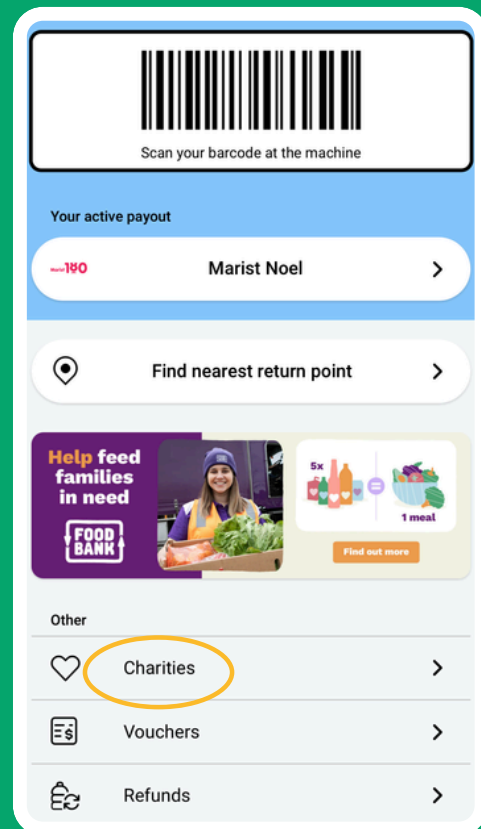 Scan your barcode at the machine
Your active payout
Marist180
Marist Noel
Find nearest return point
Help feed
families
in need
FOOD
BANK
5x
=
1 meal
Find out more
Other
Charities
Vouchers
Refunds